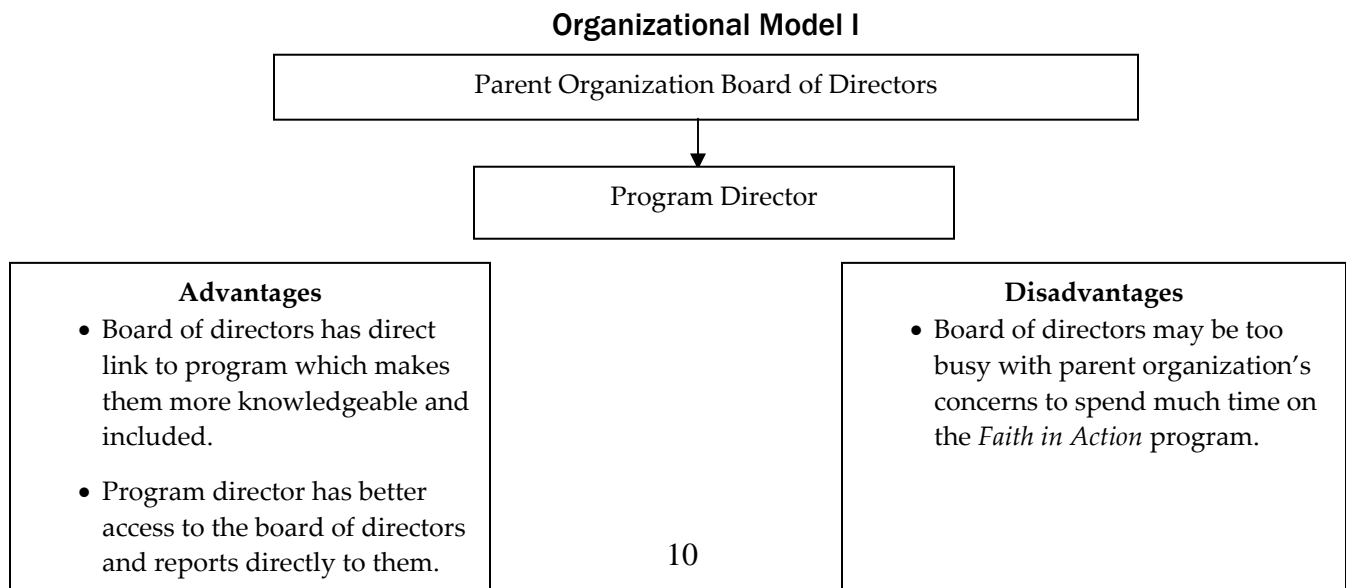 Organizational Model I
Parent Organization Board of Directors
Program Director
Advantages
• Board of directors has direct
link to program which makes
them more knowledgeable and
included.
• Program director has better
access to the board of directors
and reports directly to them.
Disadvantages
• Board of directors may be too
busy with parent organization’s
concerns to spend much time on
the Faith in Action program.
10